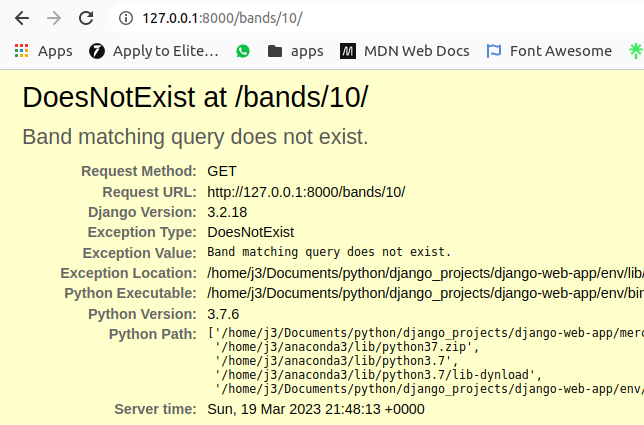 127.0.0.1:8000/bands/10/
Apps Apply to Elite… apps MDN Web Docs Font Awesome
DoesNotExist at /bands/10/
Band matching query does not exist.
Request Method: GET
Request URL: http://127.0.0.1:8000/bands/10/
Django Version: 3.2.18
Exception Type: DoesNotExist
Exception Value: Band matching query does not exist.
Exception Location: /home/j3/Documents/python/django_projects/django-web-app/env/lib/
Python Executable: /home/j3/Documents/python/django_projects/django-web-app/env/bin
Python Version: 3.7.6
Python Path: ['/home/j3/Documents/python/django_projects/django-web-app/merc
'/home/j3/anaconda3/lib/python37.zip',
'/home/j3/anaconda3/lib/python3.7',
'/home/j3/anaconda3/lib/python3.7/lib-dynload',
'/home/j3/Documents/python/django_projects/django-web-app/env/
Server time: Sun, 19 Mar 2023 21:48:13 +0000